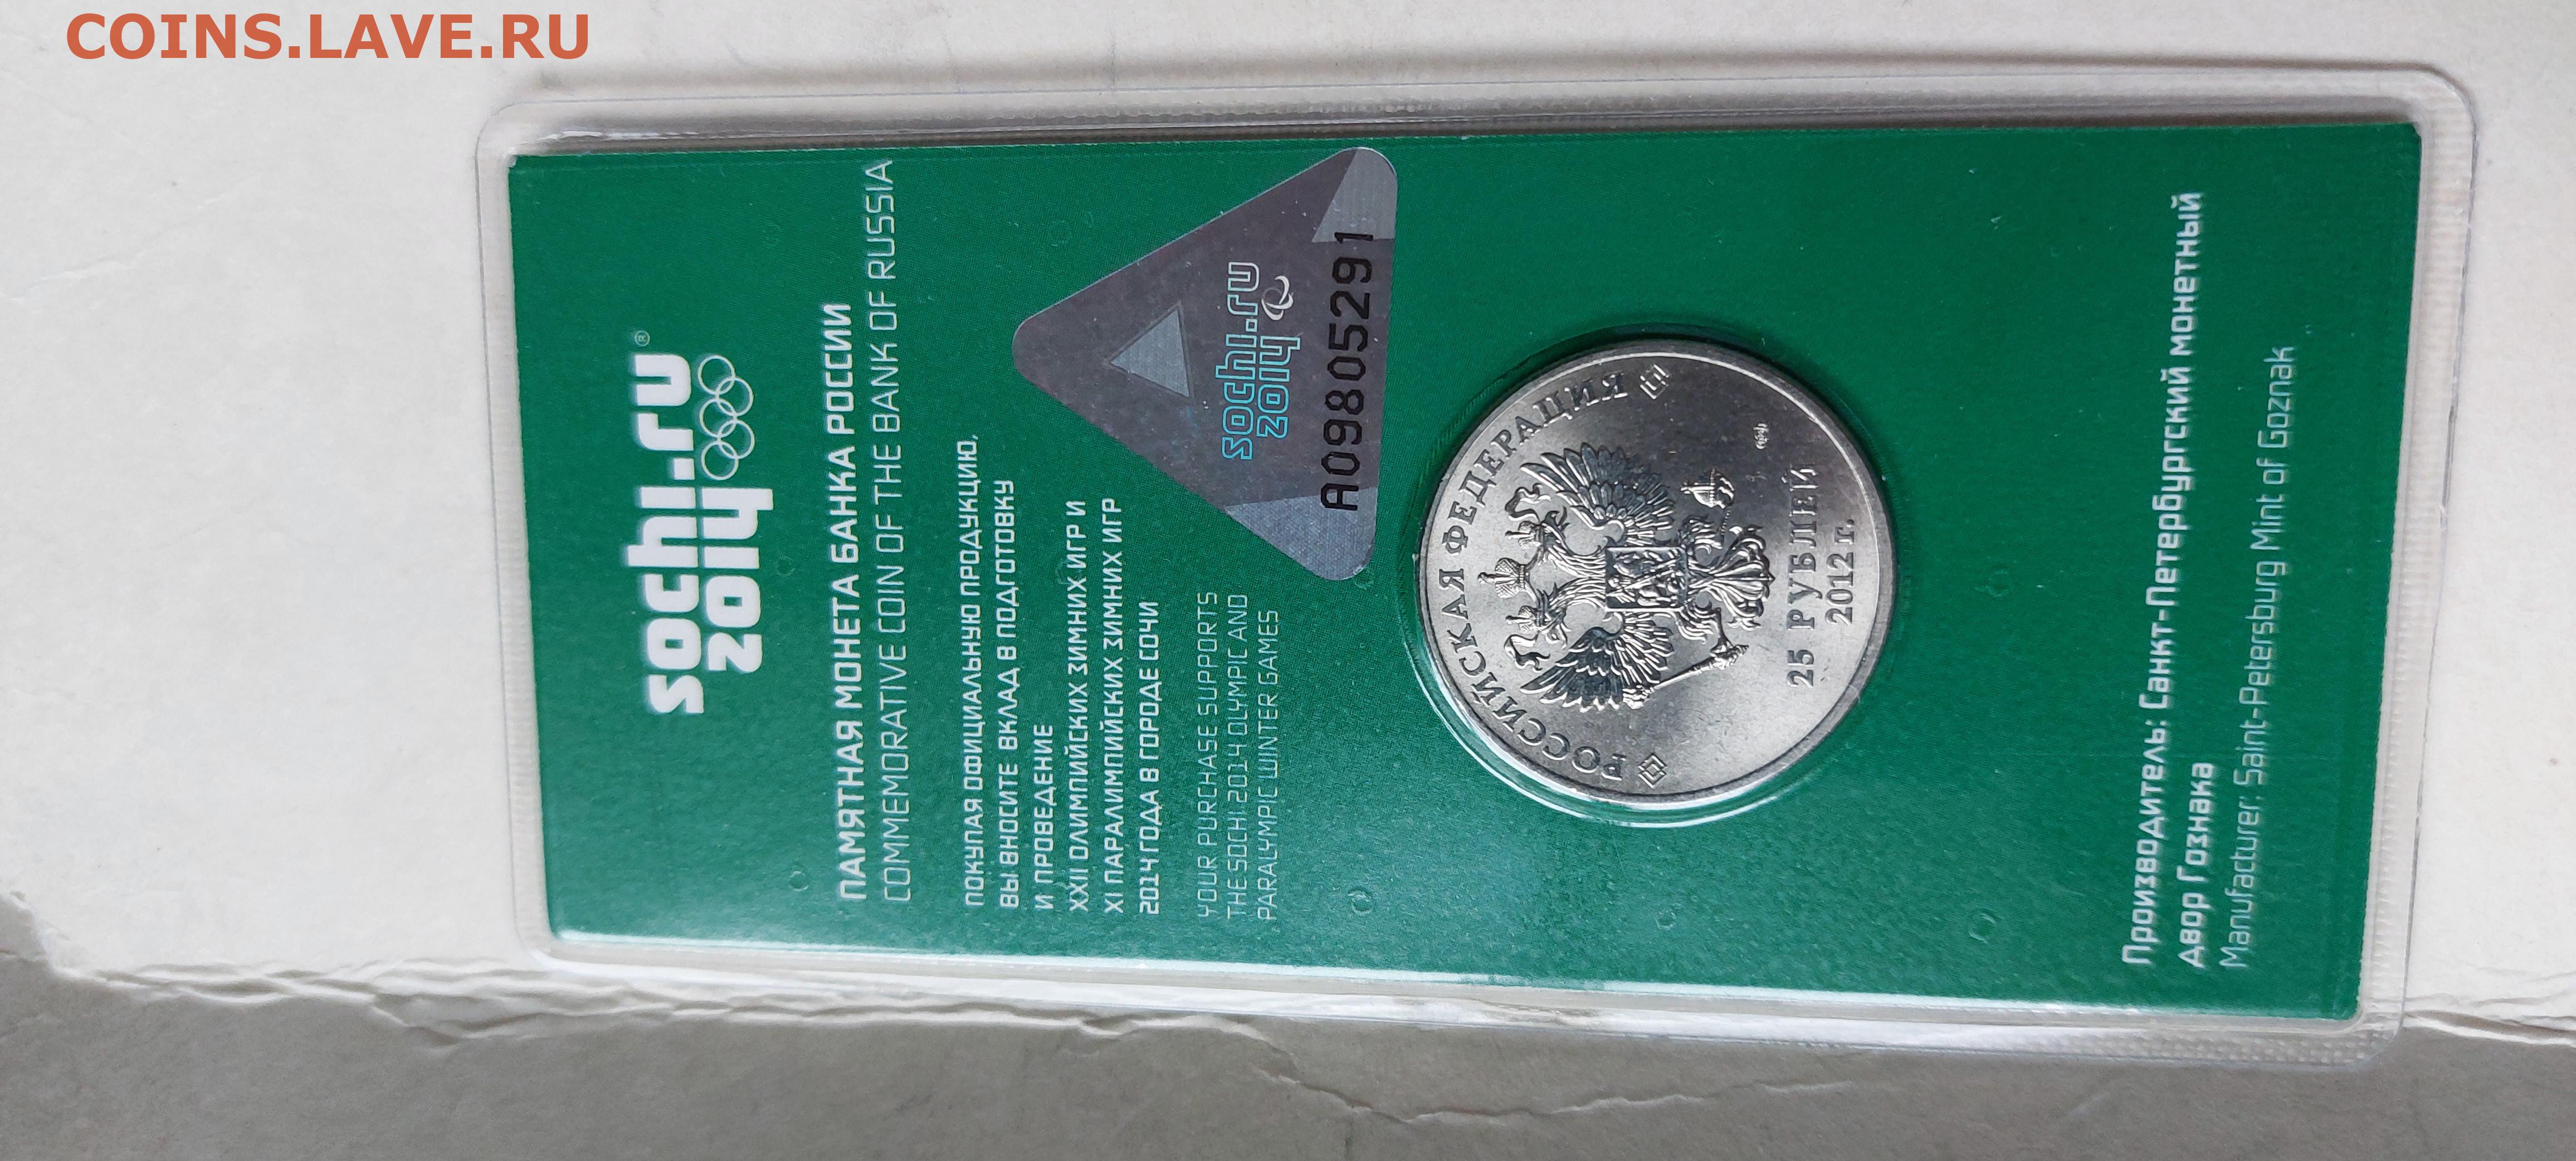 COINS.LAVE.RU
sochi.ru
2014
®
ПАМЯТНАЯ МОНЕТА БАНКА РОССИИ
COMMEMORATIVE COIN OF THE BANK OF RUSSIA
ПОКУПАЯ ОФИЦИАЛЬНУЮ ПРОДУКЦИЮ,
ВЫ ВНОСИТЕ ВКЛАД В ПОДГОТОВКУ
И ПРОВЕДЕНИЕ
XXII ОЛИМПИЙСКИХ ЗИМНИХ ИГР И
XI ПАРАЛИМПИЙСКИХ ЗИМНИХ ИГР
2014 ГОДА В ГОРОДЕ СОЧИ
YOUR PURCHASE SUPPORTS
THE SOCHI 2014 OLYMPIC AND
PARALYMPIC WINTER GAMES
sochi.ru
2014
A09805291
РОССИЙСКАЯ ФЕДЕРАЦИЯ
25 РУБЛЕЙ
2012 г.
Производитель: Санкт-Петербургский монетный
двор Гознака
Manufacturer: Saint-Petersburg Mint of Goznak